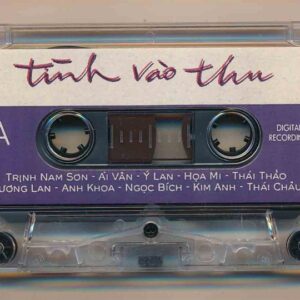 tình vào thu
A
DIGITAL
RECORDING
TRỊNH NAM SƠN - ÁI VÂN - Ý LAN - HỌA MI - THÁI THẢO
HƯƠNG LAN - ANH KHOA - NGỌC BÍCH - KIM ANH - THÁI CHÂU